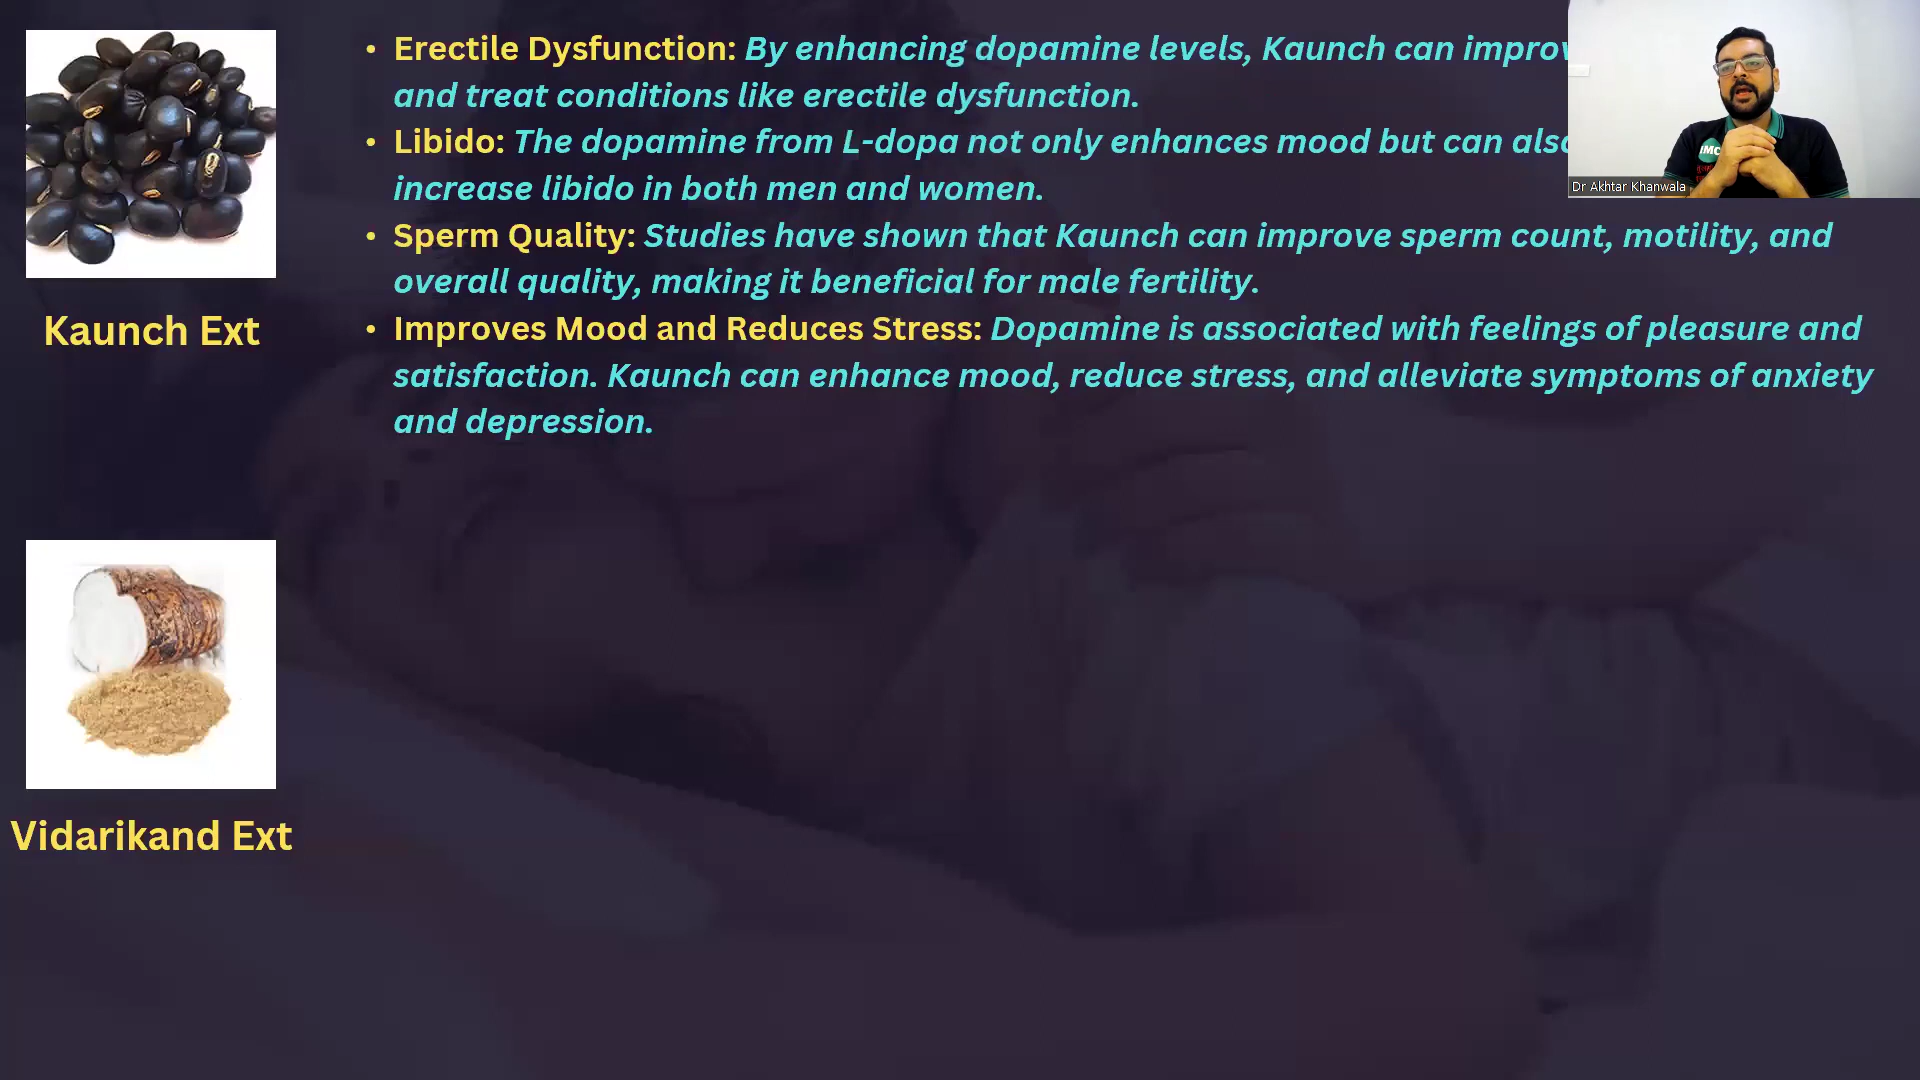 • Erectile Dysfunction: By enhancing dopamine levels, Kaunch can
and treat conditions like erectile dysfunction.
• Libido: The dopamine from L-dopa not only enhances mood but can
increase libido in both men and women.
• Sperm Quality: Studies have shown that Kaunch can improve sperm count, motility, and
overall quality, making it beneficial for male fertility.
• Improves Mood and Reduces Stress: Dopamine is associated with feelings of pleasure and
satisfaction. Kaunch can enhance mood, reduce stress, and alleviate symptoms of anxiety
and depression.
Kaunch Ext
Vidarikand Ext
Dr Akhtar Khanwala
IMC